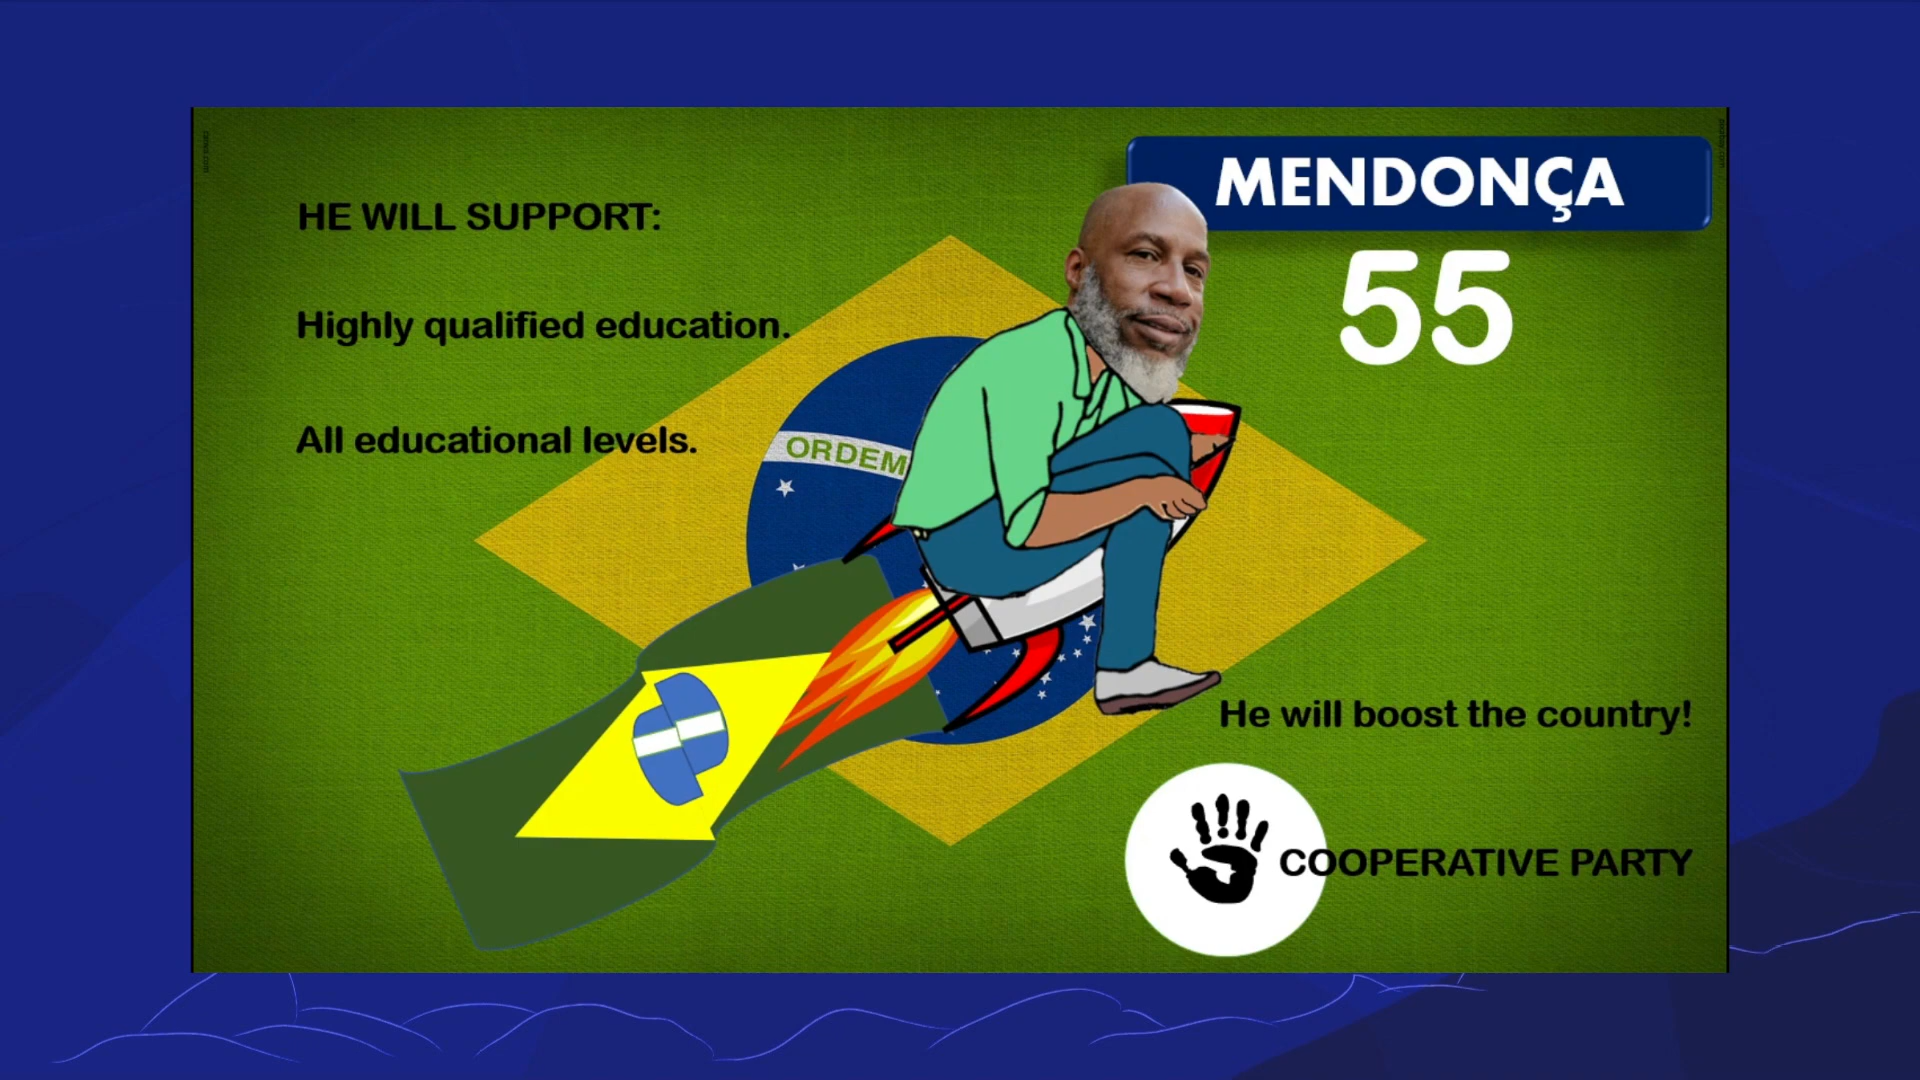 MENDONÇA
55
HE WILL SUPPORT:
Highly qualified education.
All educational levels.
ORDEM
He will boost the country!
COOPERATIVE PARTY